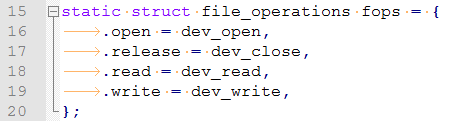 15 static struct file_operations fops = {
16 .open = dev_open,
17 .release = dev_close,
18 .read = dev_read,
19 .write = dev_write,
20 };